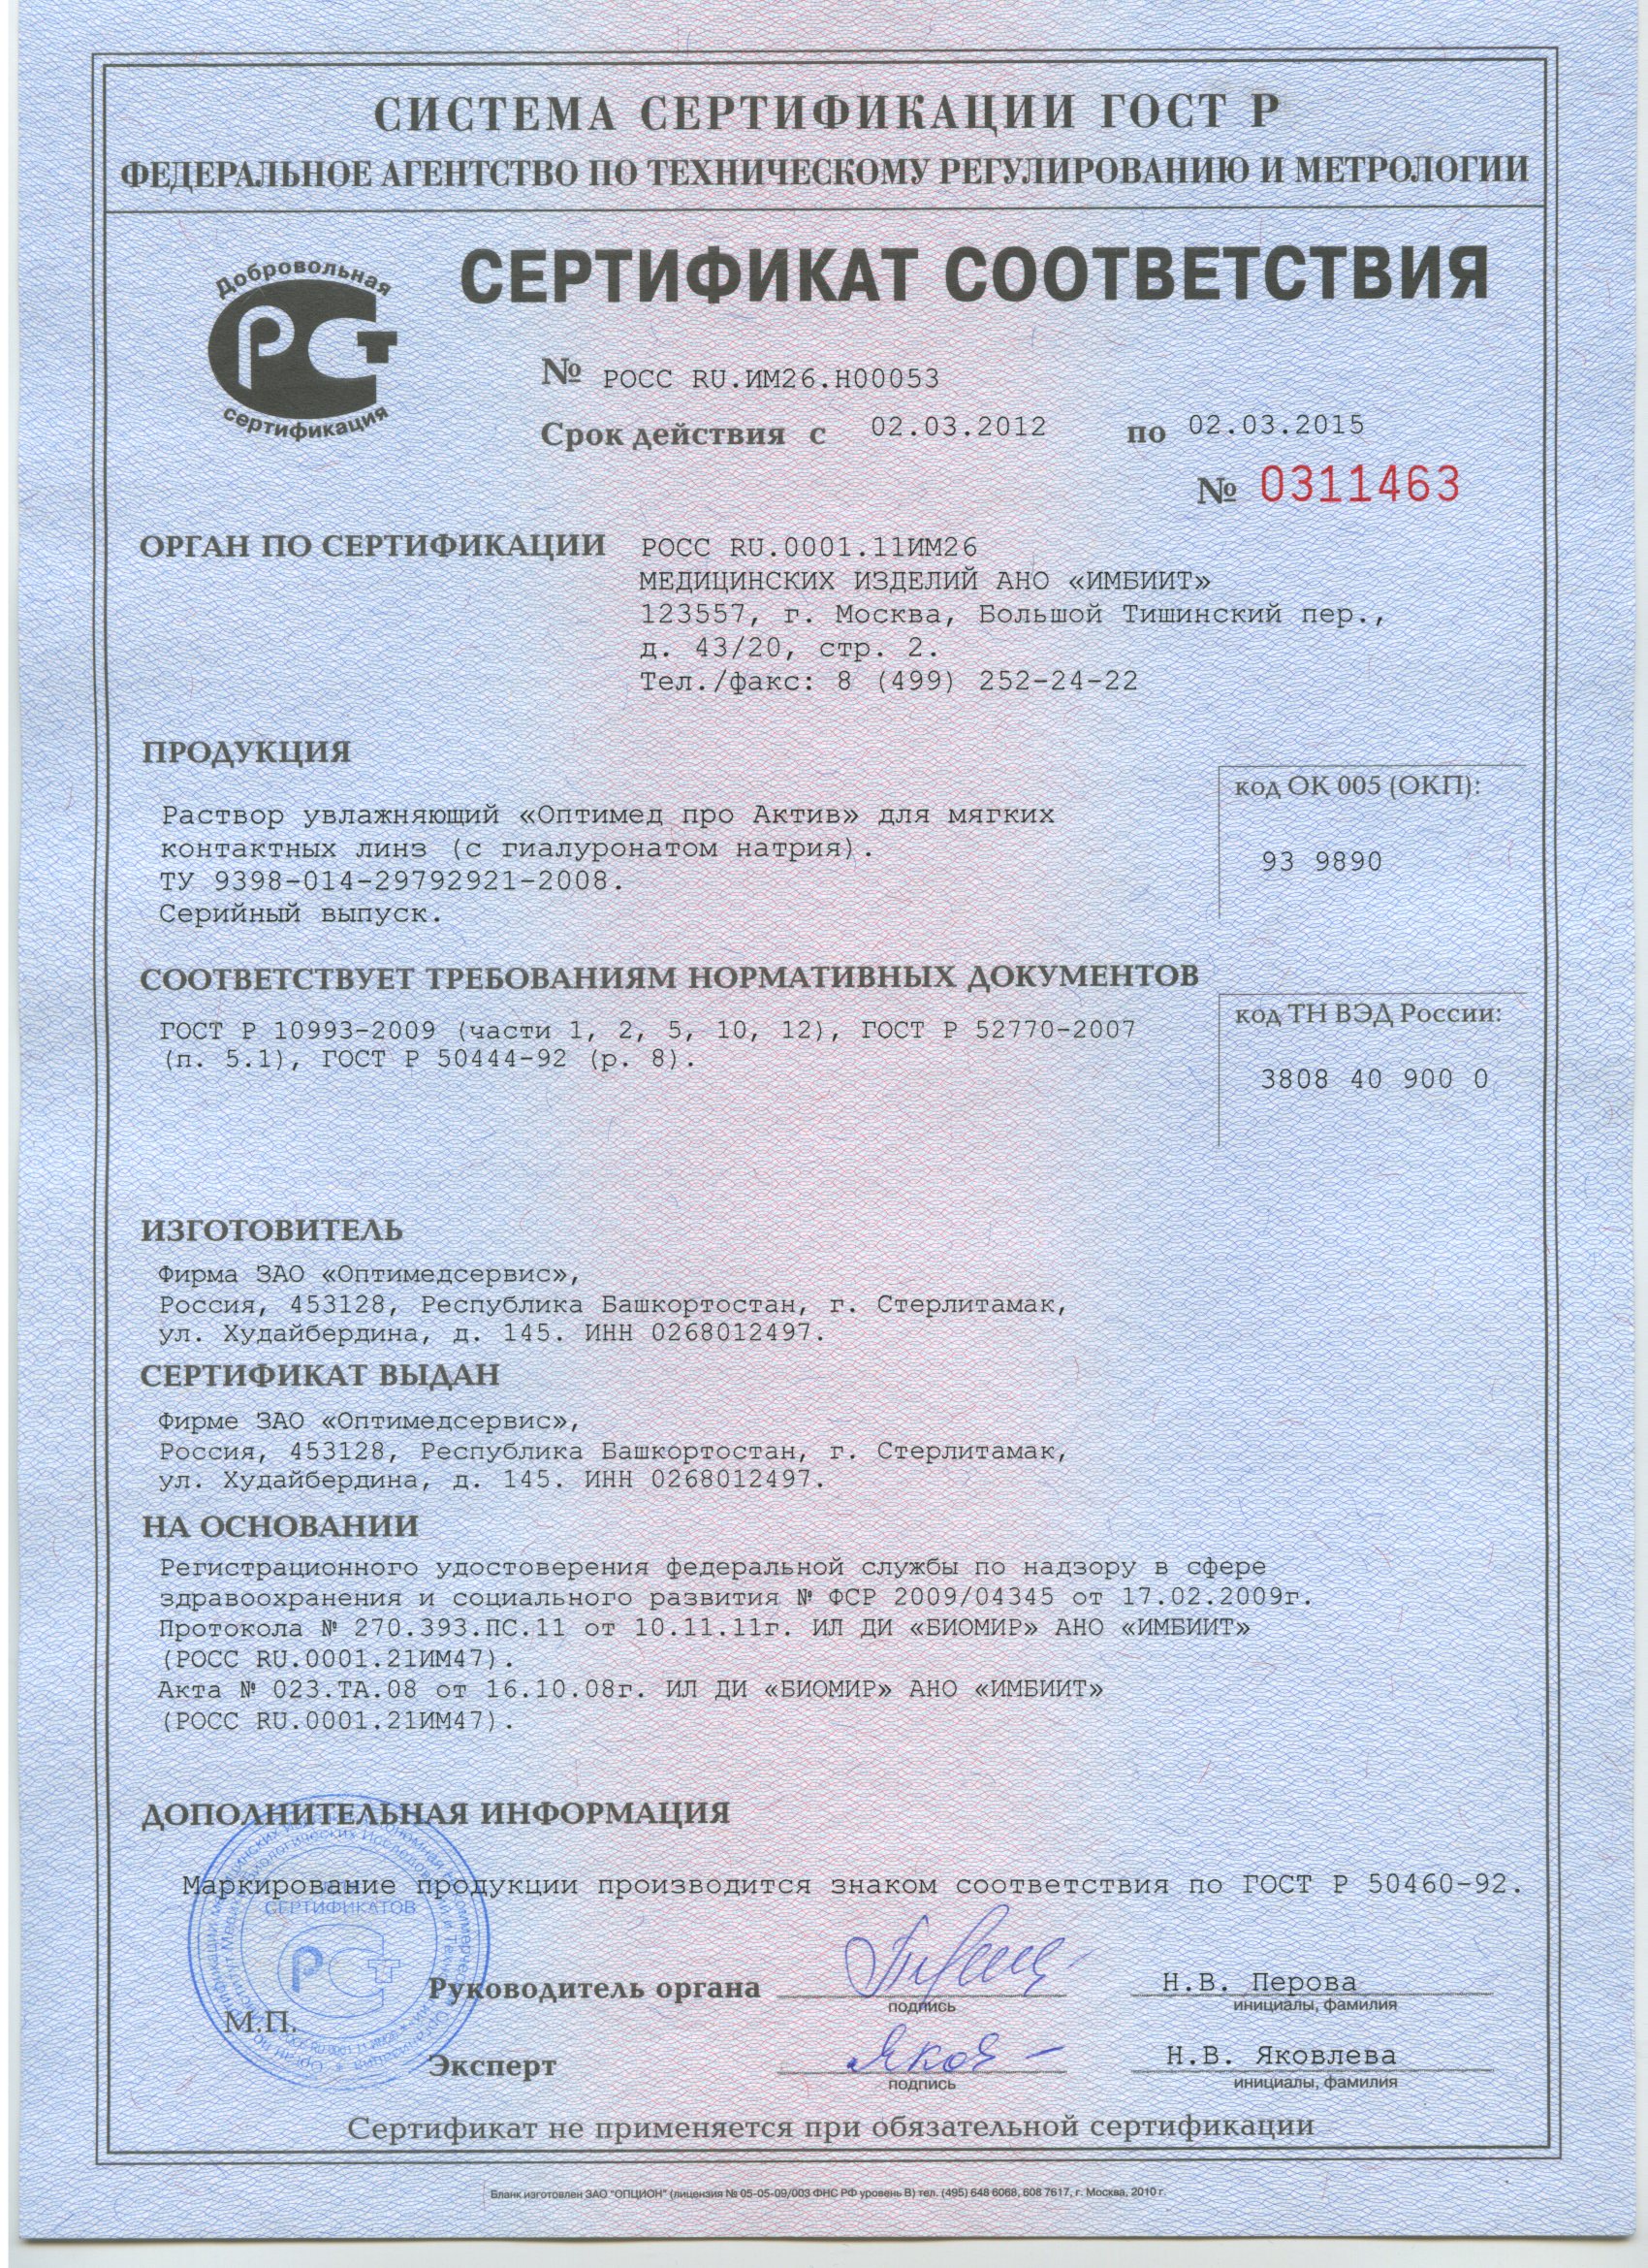 СИСТЕМА СЕРТИФИКАЦИИ ГОСТ Р
ФЕДЕРАЛЬНОЕ АГЕНТСТВО ПО ТЕХНИЧЕСКОМУ РЕГУЛИРОВАНИЮ И МЕТРОЛОГИИ
Добровольная
РСТ
сертификация
СЕРТИФИКАТ СООТВЕТСТВИЯ
№ РОСС RU.ИМ26.Н00053
Срок действия с 02.03.2012 по 02.03.2015
№ 0311463
ОРГАН ПО СЕРТИФИКАЦИИ РОСС RU.0001.11ИМ26
МЕДИЦИНСКИХ ИЗДЕЛИЙ АНО «ИМБИИТ»
123557, г. Москва, Большой Тишинский пер.,
д. 43/20, стр. 2.
Тел./факс: 8 (499) 252-24-22
ПРОДУКЦИЯ
Раствор увлажняющий «Оптимед про Актив» для мягких
контактных линз (с гиалуронатом натрия).
ТУ 9398-014-29792921-2008.
Серийный выпуск.
код ОК 005 (ОКП):
93 9890
СООТВЕТСТВУЕТ ТРЕБОВАНИЯМ НОРМАТИВНЫХ ДОКУМЕНТОВ
ГОСТ Р 10993-2009 (части 1, 2, 5, 10, 12), ГОСТ Р 52770-2007
(п. 5.1), ГОСТ Р 50444-92 (р. 8).
код ТН ВЭД России:
3808 40 900 0
ИЗГОТОВИТЕЛЬ
Фирма ЗАО «Оптимедсервис»,
Россия, 453128, Республика Башкортостан, г. Стерлитамак,
ул. Худайбердина, д. 145. ИНН 0268012497.
СЕРТИФИКАТ ВЫДАН
Фирме ЗАО «Оптимедсервис»,
Россия, 453128, Республика Башкортостан, г. Стерлитамак,
ул. Худайбердина, д. 145. ИНН 0268012497.
НА ОСНОВАНИИ
Регистрационного удостоверения федеральной службы по надзору в сфере
здравоохранения и социального развития № ФСР 2009/04345 от 17.02.2009г.
Протокола № 270.393.ПС.11 от 10.11.11г. ИЛ ДИ «БИОМИР» АНО «ИМБИИТ»
(РОСС RU.0001.21ИМ47).
Акта № 023.ТА.08 от 16.10.08г. ИЛ ДИ «БИОМИР» АНО «ИМБИИТ»
(РОСС RU.0001.21ИМ47).
ДОПОЛНИТЕЛЬНАЯ ИНФОРМАЦИЯ
Маркирование продукции производится знаком соответствия по ГОСТ Р 50460-92.
СЕРТИФИКАТОВ
РСТ
М.П.
Руководитель органа
подпись
Н.В. Перова
инициалы, фамилия
Эксперт
подпись
Н.В. Яковлева
инициалы, фамилия
Сертификат не применяется при обязательной сертификации
Бланк изготовлен ЗАО "ОПЦИОН" (лицензия № 05-05-09/003 ФНС РФ уровень В) тел. (495) 648 6068, 608 7617, г. Москва, 2010 г.